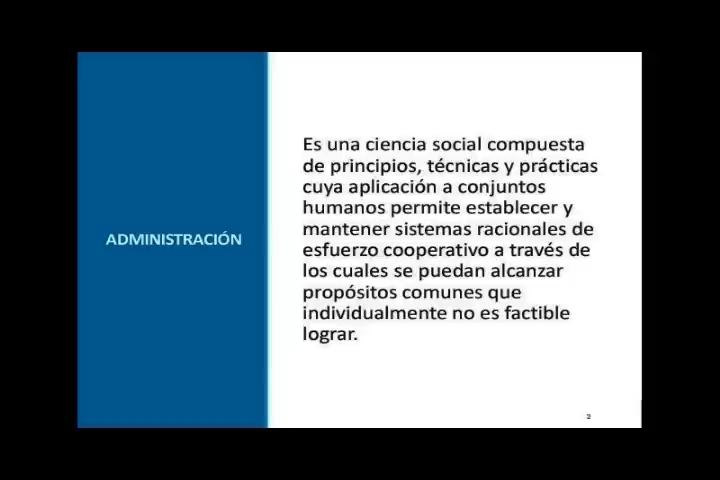 ADMINISTRACIÓN
Es una ciencia social compuesta
de principios, técnicas y prácticas
cuya aplicación a conjuntos
humanos permite establecer y
mantener sistemas racionales de
esfuerzo cooperativo a través de
los cuales se puedan alcanzar
propósitos comunes que
individualmente no es factible
lograr.
2